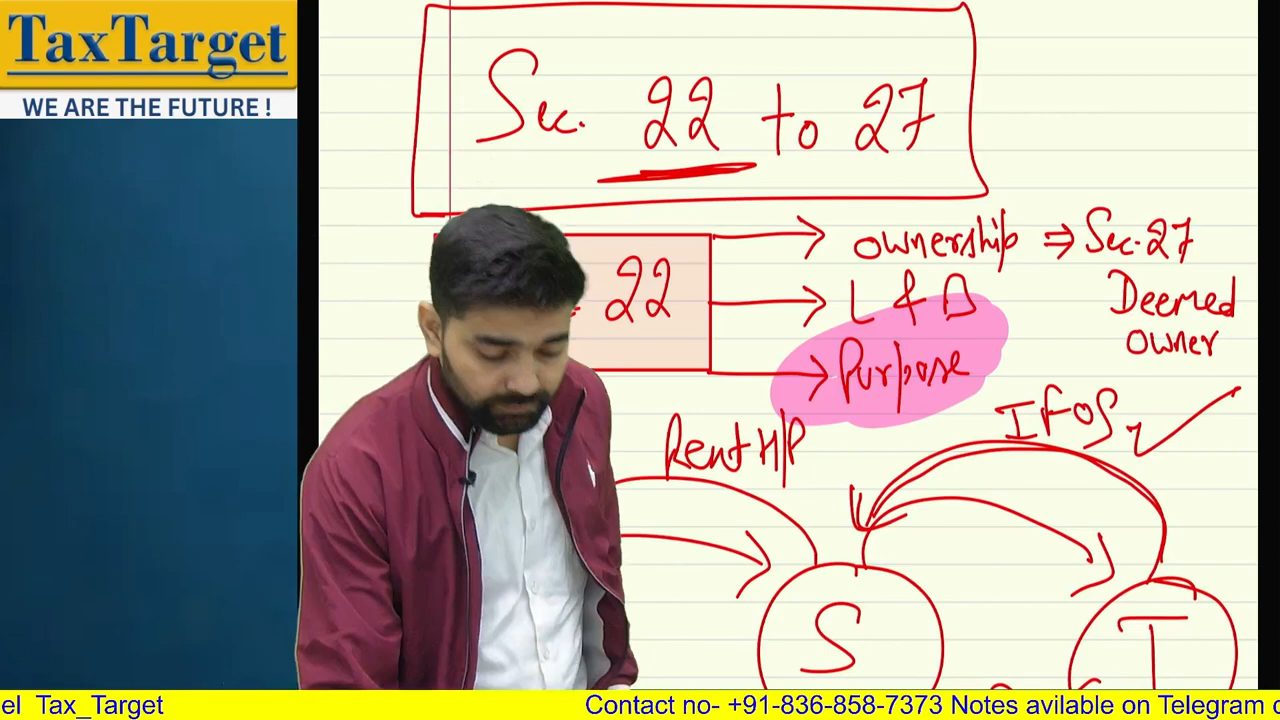 TaxTarget
WE ARE THE FUTURE !
Sec. 22 to 27
22
ownership ⇒ Sec. 27
Deemed
owner
L & B
Purpose
Rent H/P
IFOS
S
T
el Tax_Target
Contact no- +91-836-858-7373 Notes avilable on Telegram c